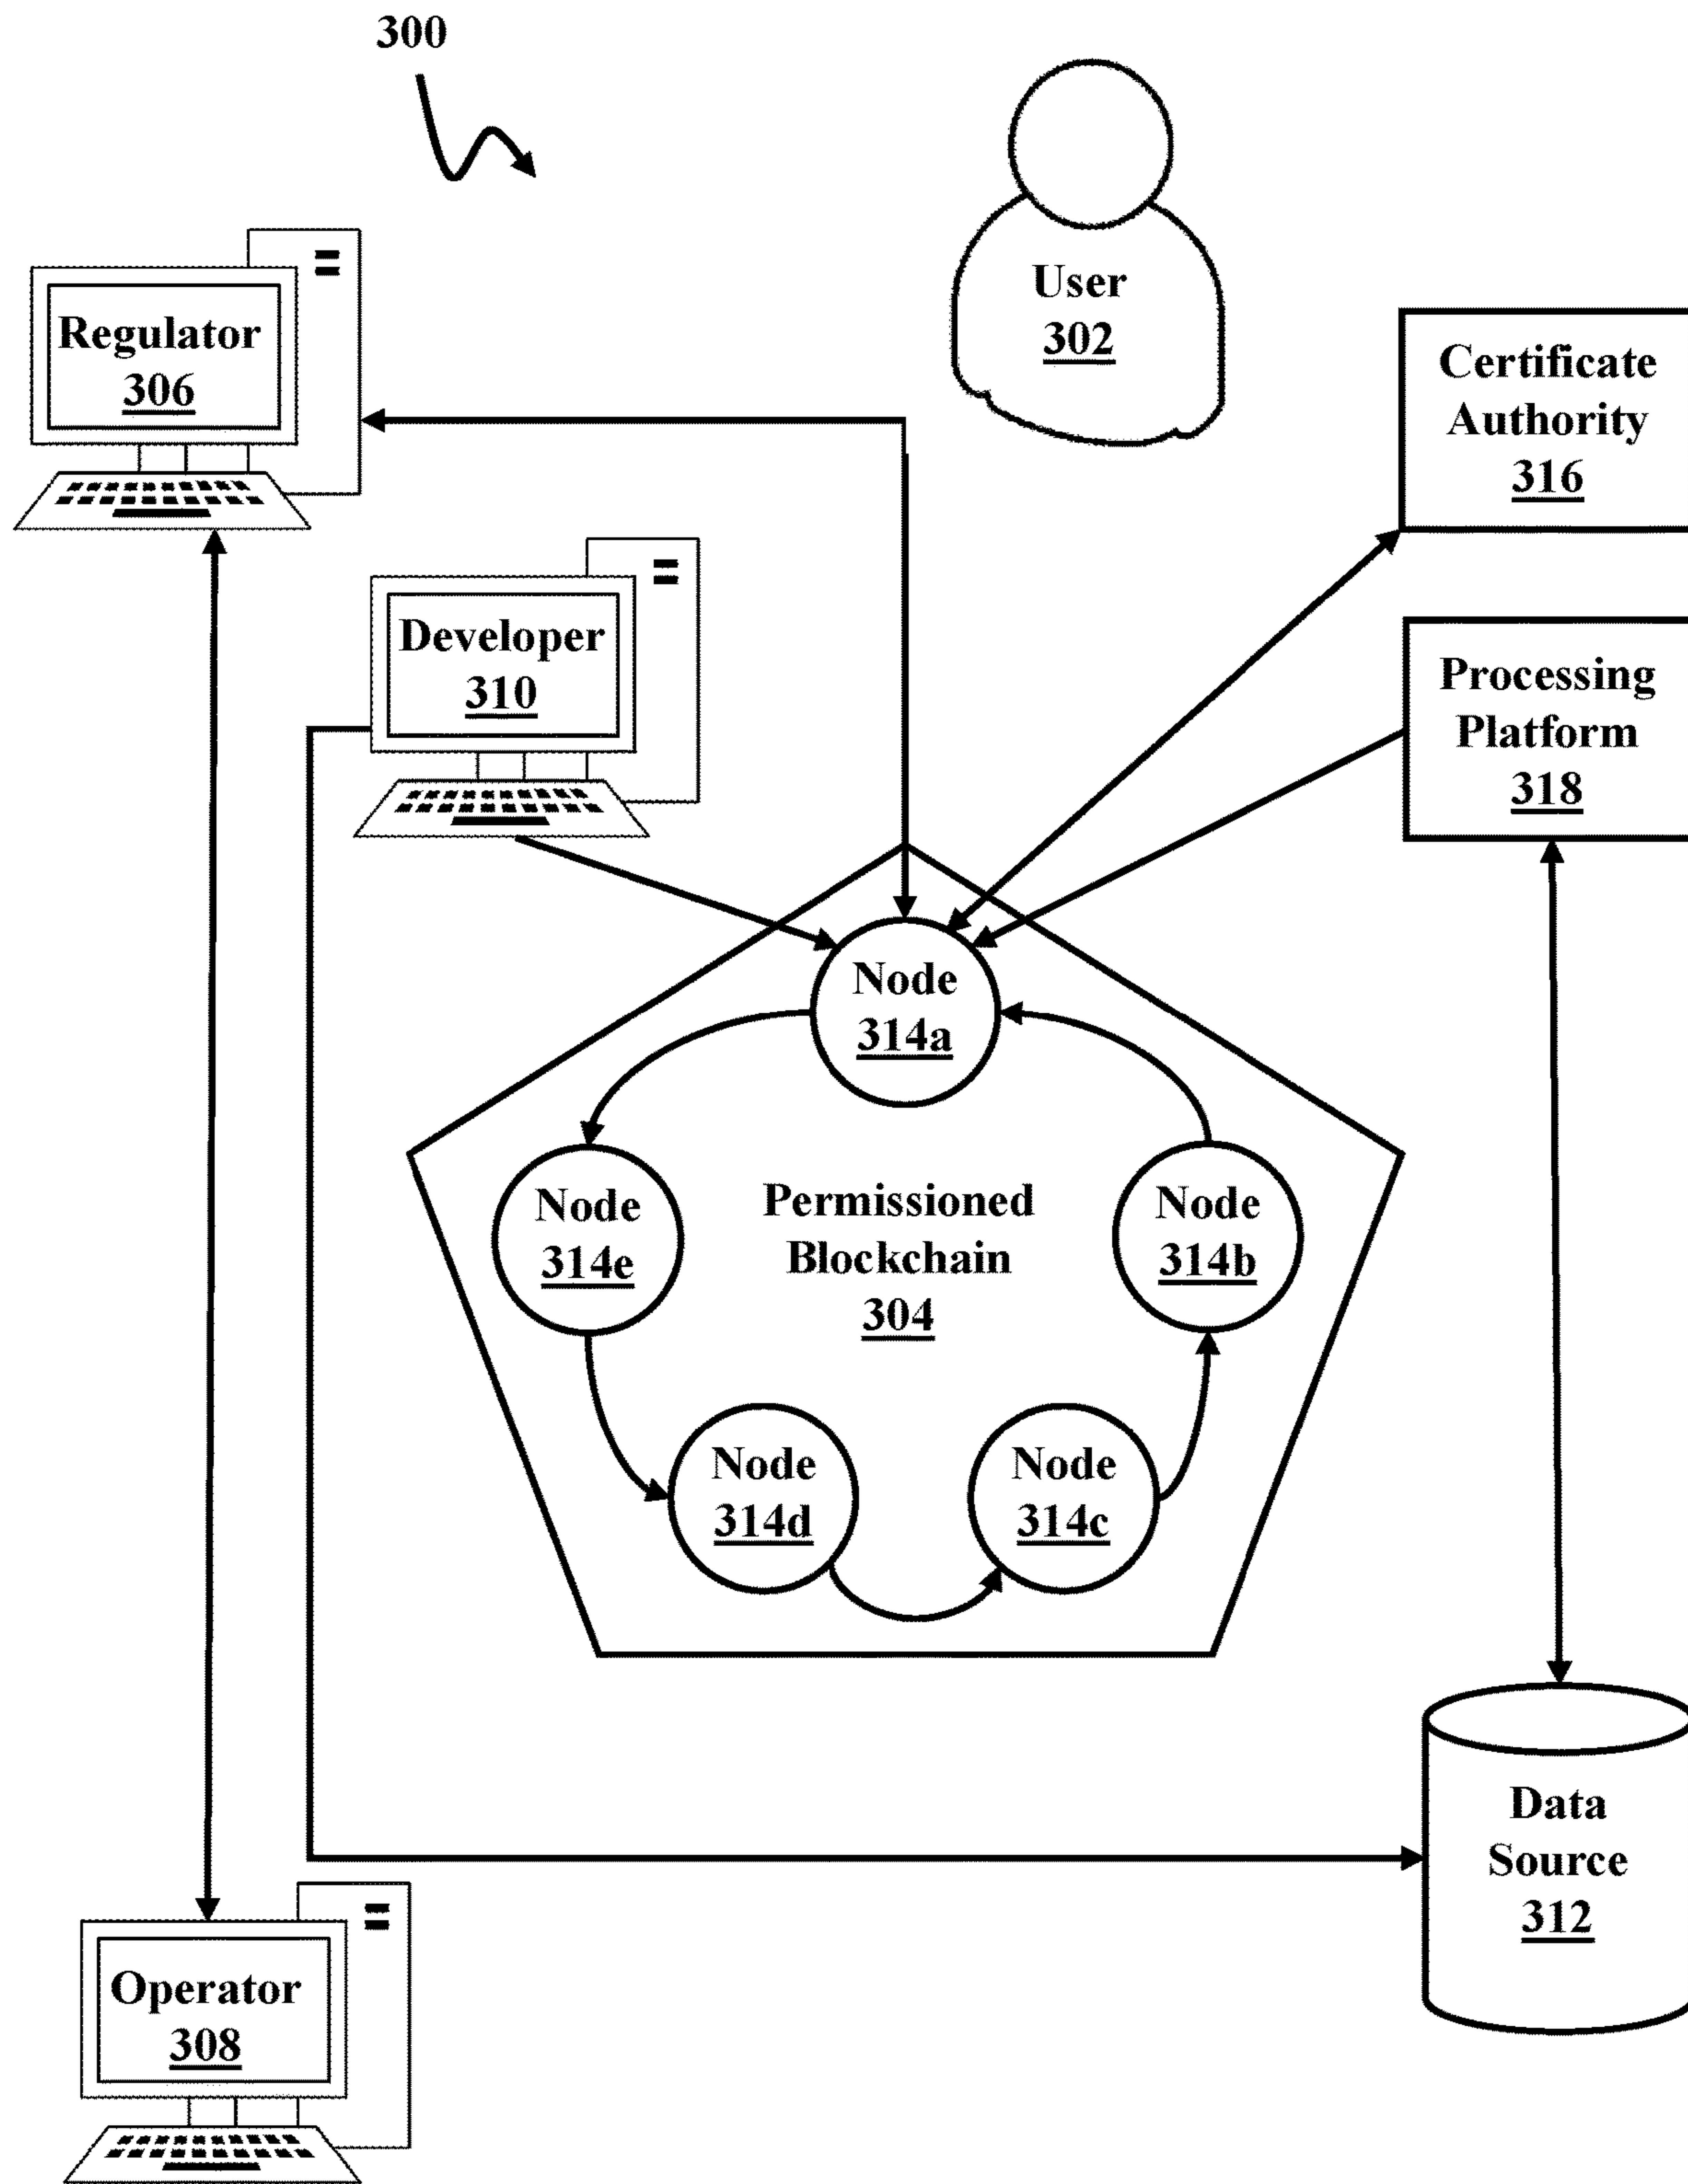 300
User
302
Regulator
306
Certificate
Authority
316
Developer
310
Processing
Platform
318
Node
314a
Node
314e
Permissioned
Blockchain
304
Node
314b
Node
314d
Node
314c
Data
Source
312
Operator
308